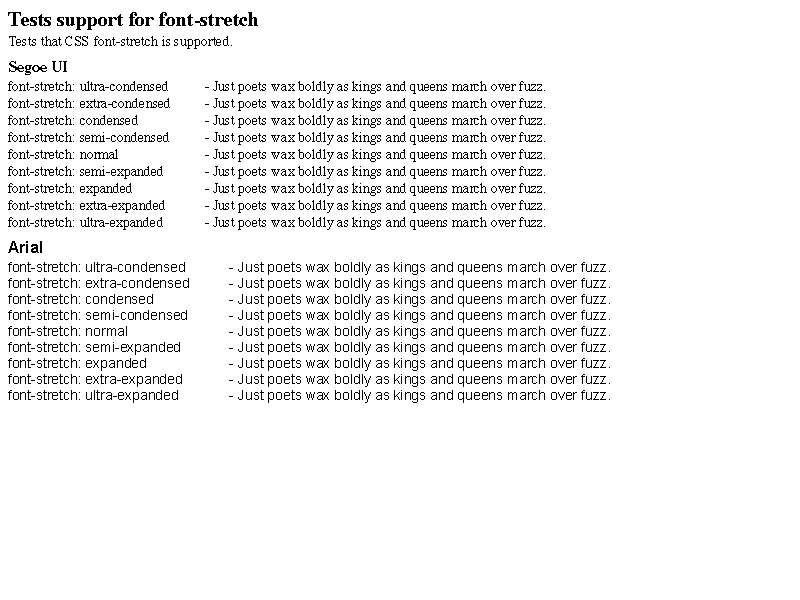 Tests support for font-stretch
Tests that CSS font-stretch is supported.
Segoe UI
font-stretch: ultra-condensed - Just poets wax boldly as kings and queens march over fuzz.
font-stretch: extra-condensed - Just poets wax boldly as kings and queens march over fuzz.
font-stretch: condensed - Just poets wax boldly as kings and queens march over fuzz.
font-stretch: semi-condensed - Just poets wax boldly as kings and queens march over fuzz.
font-stretch: normal - Just poets wax boldly as kings and queens march over fuzz.
font-stretch: semi-expanded - Just poets wax boldly as kings and queens march over fuzz.
font-stretch: expanded - Just poets wax boldly as kings and queens march over fuzz.
font-stretch: extra-expanded - Just poets wax boldly as kings and queens march over fuzz.
font-stretch: ultra-expanded - Just poets wax boldly as kings and queens march over fuzz.
Arial
font-stretch: ultra-condensed - Just poets wax boldly as kings and queens march over fuzz.
font-stretch: extra-condensed - Just poets wax boldly as kings and queens march over fuzz.
font-stretch: condensed - Just poets wax boldly as kings and queens march over fuzz.
font-stretch: semi-condensed - Just poets wax boldly as kings and queens march over fuzz.
font-stretch: normal - Just poets wax boldly as kings and queens march over fuzz.
font-stretch: semi-expanded - Just poets wax boldly as kings and queens march over fuzz.
font-stretch: expanded - Just poets wax boldly as kings and queens march over fuzz.
font-stretch: extra-expanded - Just poets wax boldly as kings and queens march over fuzz.
font-stretch: ultra-expanded - Just poets wax boldly as kings and queens march over fuzz.